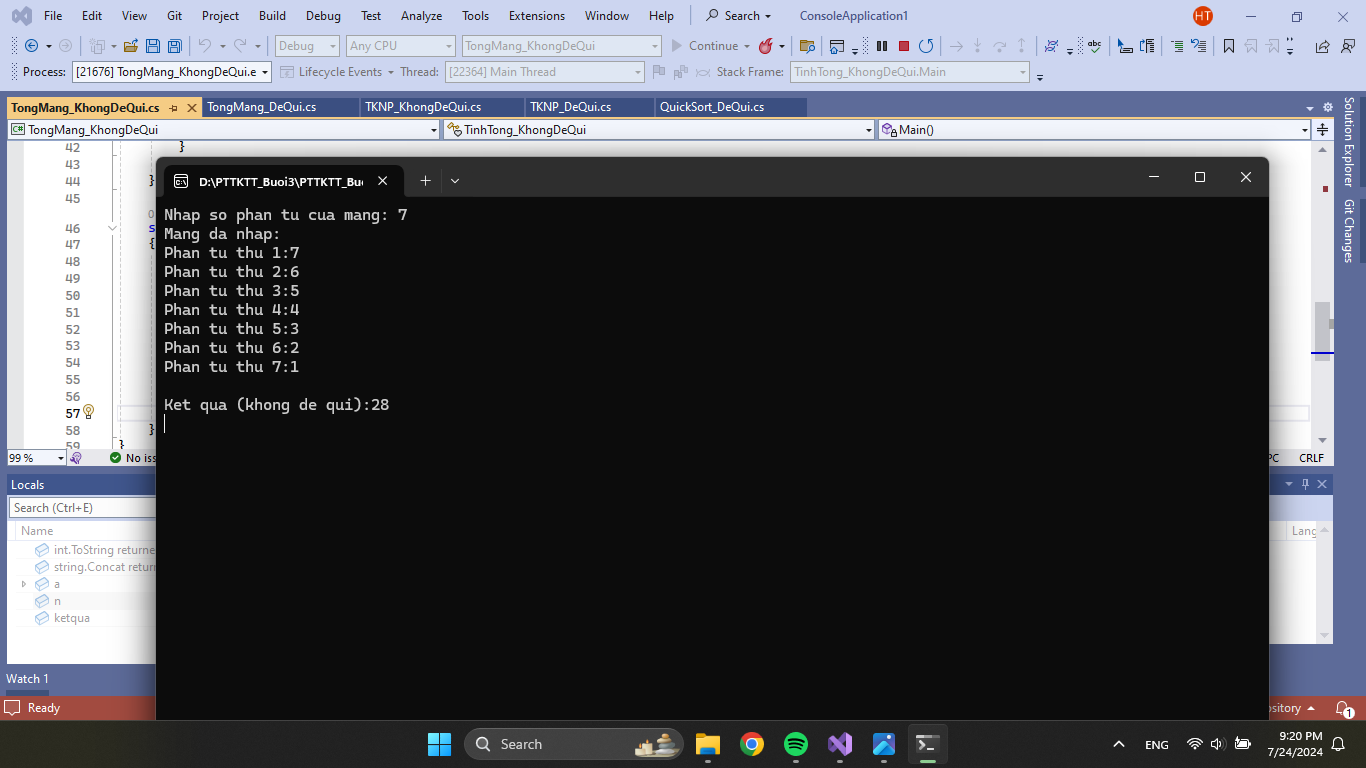 File Edit View Git Project Build Debug Test Analyze Tools Extensions Window Help Search ConsoleApplication1 HT
Debug Any CPU TongMang_KhongDeQui Continue
Process: [21676] TongMang_KhongDeQui.e Lifecycle Events Thread: [22364] Main Thread Stack Frame: TinhTong_KhongDeQui.Main
TongMang_KhongDeQui.cs TongMang_DeQui.cs TKNP_KhongDeQui.cs TKNP_DeQui.cs QuickSort_DeQui.cs
C# TongMang_KhongDeQui TinhTong_KhongDeQui Main()
Solution Explorer
Git Changes
42 }
43
44 }
45
0
46 s
47 {
48
49
50
51
52
53
54
55
56
57
58 }
59 }
99 % No iss
CRLF
D:\PTTKTT_Buoi3\PTTKTT_Bu
Nhap so phan tu cua mang: 7
Mang da nhap:
Phan tu thu 1:7
Phan tu thu 2:6
Phan tu thu 3:5
Phan tu thu 4:4
Phan tu thu 5:3
Phan tu thu 6:2
Phan tu thu 7:1
Ket qua (khong de qui):28
Locals
Search (Ctrl+E)
Name Lang
int.ToString returne
string.Concat return
a
n
ketqua
Watch 1
Ready ository 1
Search ENG 9:20 PM
7/24/2024